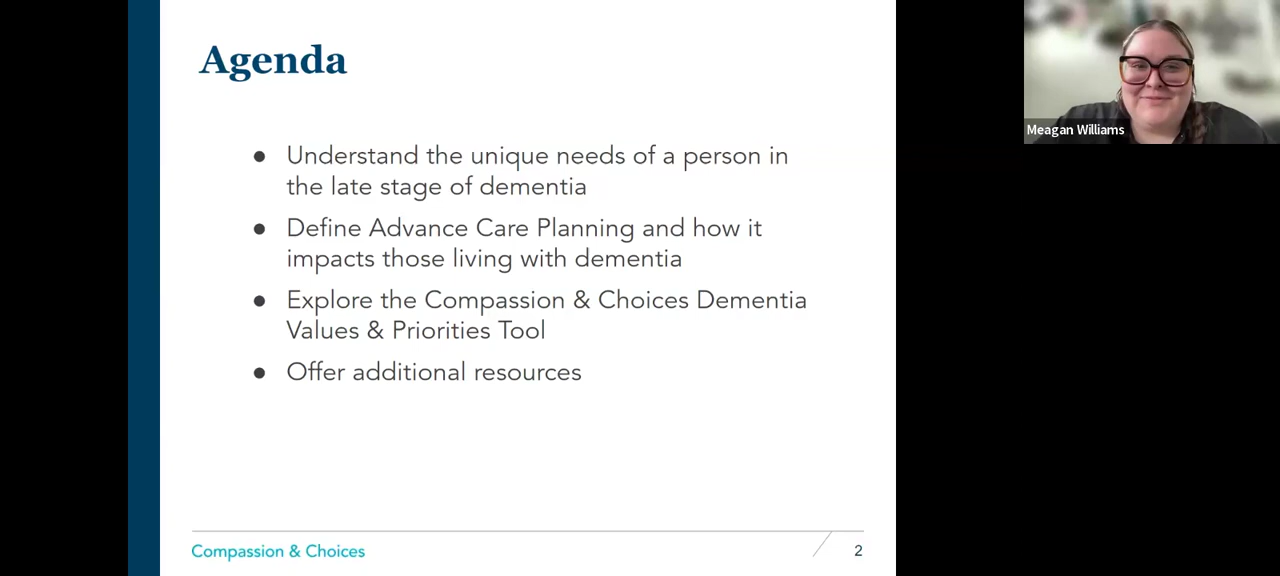 Agenda
● Understand the unique needs of a person in
the late stage of dementia
● Define Advance Care Planning and how it
impacts those living with dementia
● Explore the Compassion & Choices Dementia
Values & Priorities Tool
● Offer additional resources
Compassion & Choices
2
Meagan Williams